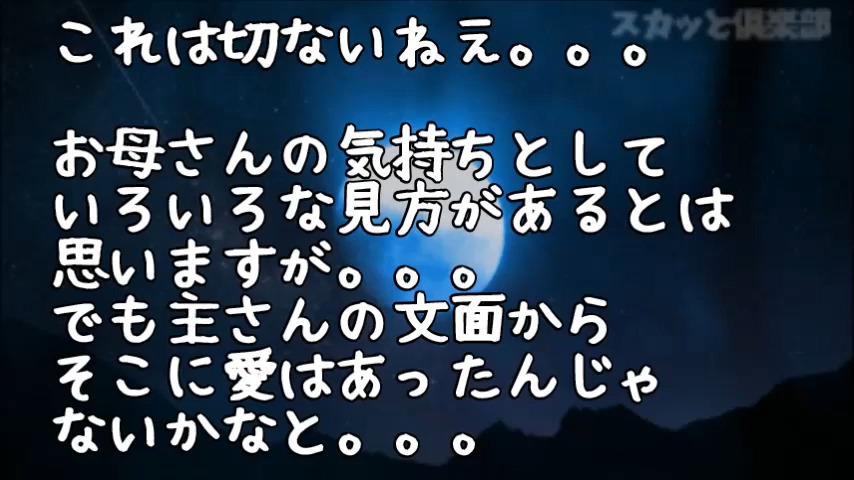 スカッと倶楽部
これは切ないねぇ。。。
お母さんの気持ちとして
いろいろな見方があるとは
思いますが。。。
でも主さんの文面から
そこに愛はあったんじゃ
ないかなと。。。